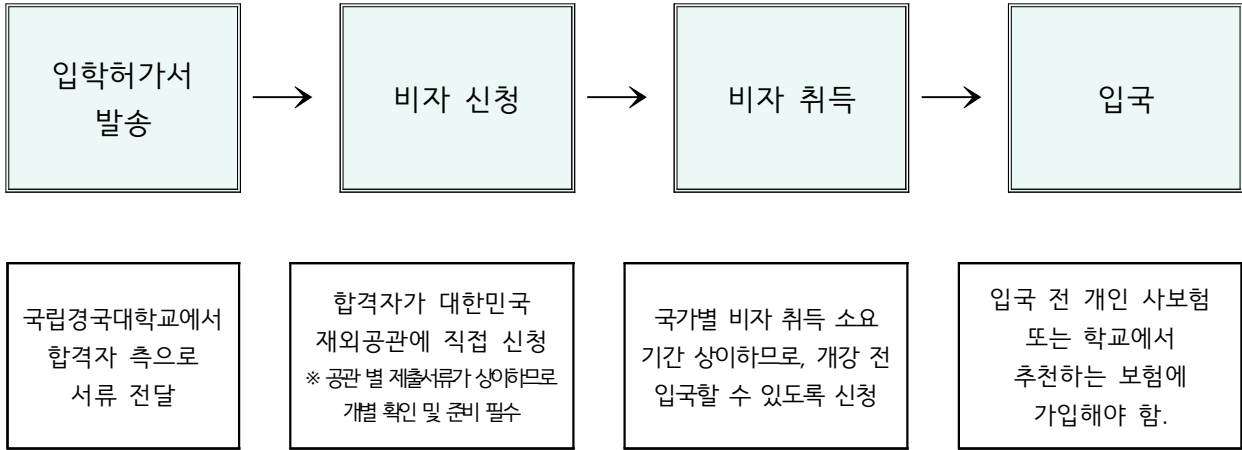 입학허가서
발송
비자 신청
비자 취득
입국
국립경국대학교에서
합격자 측으로
서류 전달
합격자가 대한민국
재외공관에 직접 신청
※ 공관 별 제출서류가 상이하므로
개별 확인 및 준비 필수
국가별 비자 취득 소요
기간 상이하므로, 개강 전
입국할 수 있도록 신청
입국 전 개인 사보험
또는 학교에서
추천하는 보험에
가입해야 함.